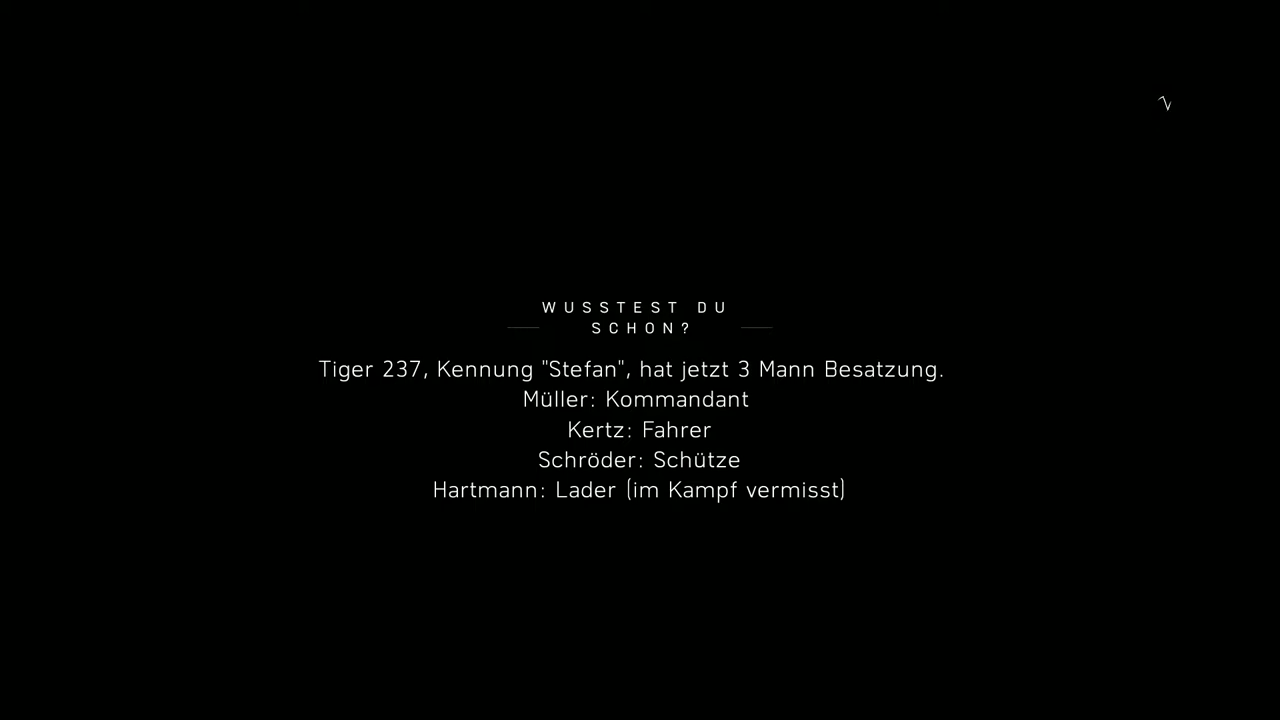 WUSSTEST DU
SCHON?
Tiger 237, Kennung "Stefan", hat jetzt 3 Mann Besatzung.
Müller: Kommandant
Kertz: Fahrer
Schröder: Schütze
Hartmann: Lader (im Kampf vermisst)